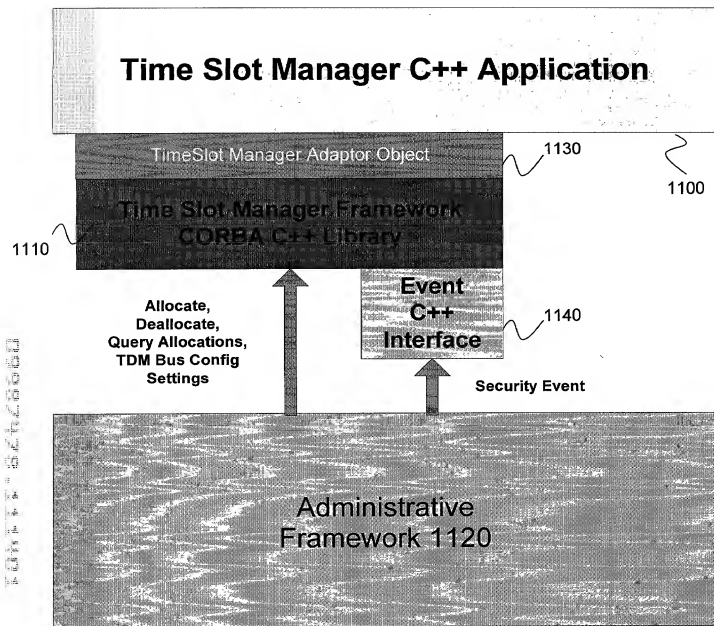 Time Slot Manager C++ Application
TimeSlot Manager Adaptor Object
1130
1100
Time Slot Manager Framework
CORBA C++ Library
1110
Allocate,
Deallocate,
Query Allocations,
TDM Bus Config
Settings
Event
C++
Interface
1140
Security Event
Administrative
Framework 1120